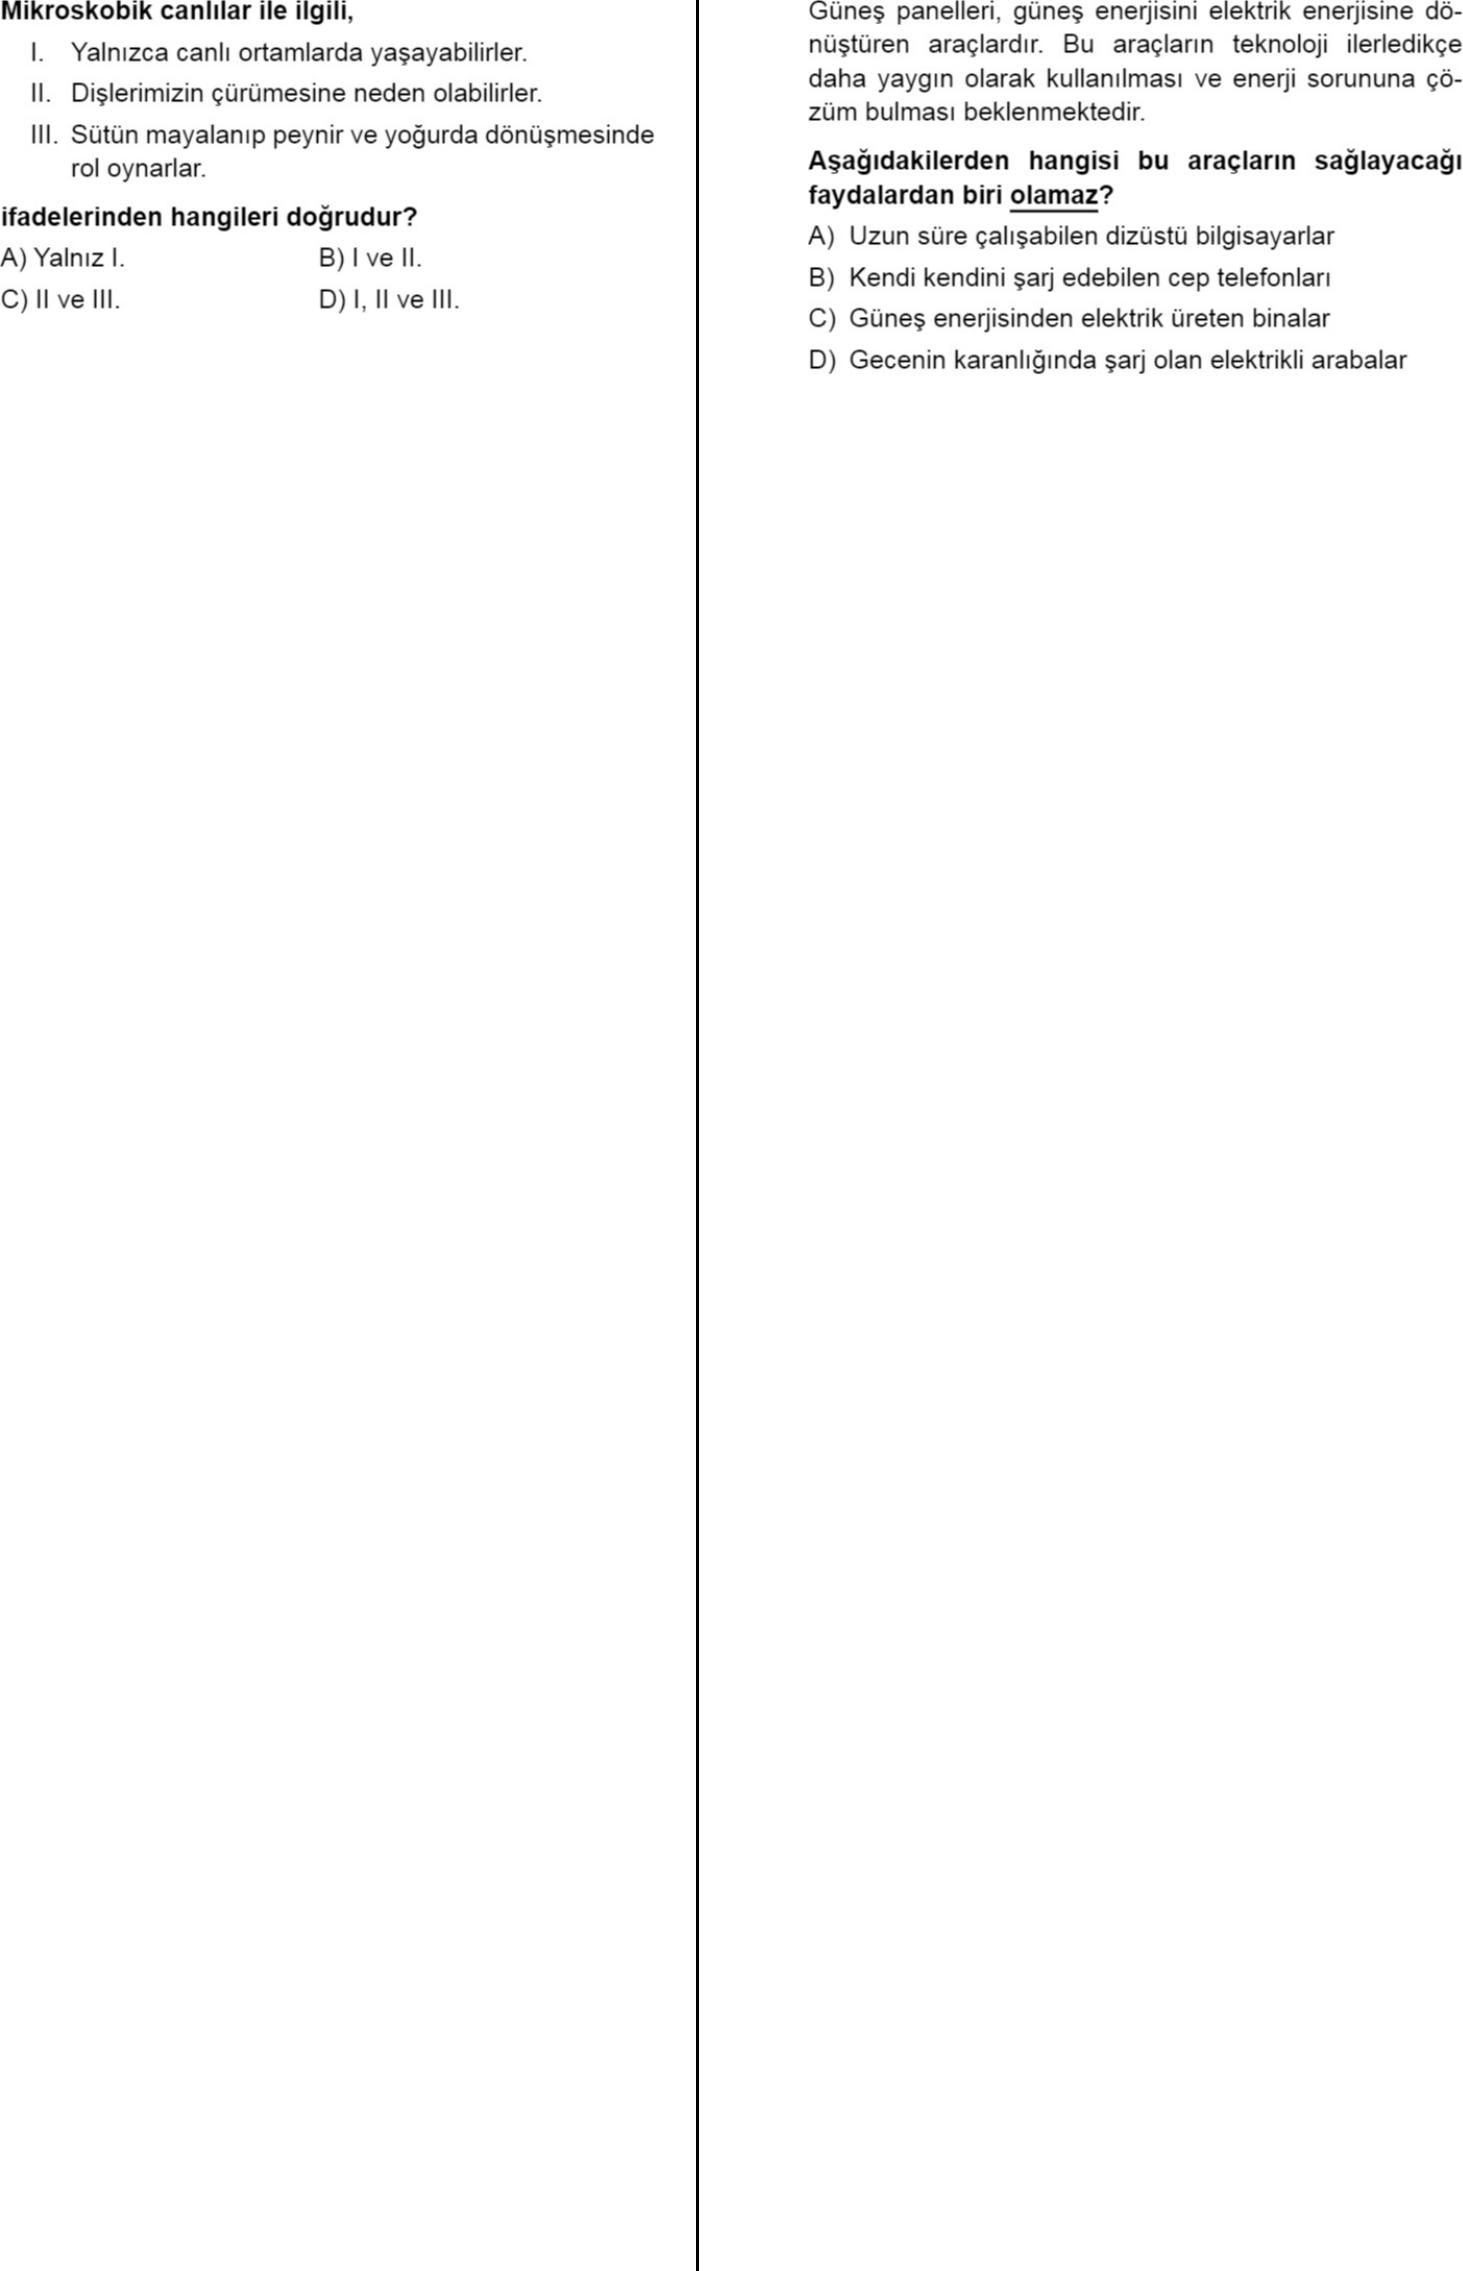 Mikroskobik canlılar ile ilgili,
I. Yalnızca canlı ortamlarda yaşayabilirler.
II. Dişlerimizin çürümesine neden olabilirler.
III. Sütün mayalanıp peynir ve yoğurda dönüşmesinde
rol oynarlar.
ifadelerinden hangileri doğrudur?
A) Yalnız I. B) I ve II.
C) II ve III. D) I, II ve III.
Güneş panelleri, güneş enerjisini elektrik enerjisine dö-
nüştüren araçlardır. Bu araçların teknoloji ilerledikçe
daha yaygın olarak kullanılması ve enerji sorununa çö-
züm bulması beklenmektedir.
Aşağıdakilerden hangisi bu araçların sağlayacağı
faydalardan biri olamaz?
A) Uzun süre çalışabilen dizüstü bilgisayarlar
B) Kendi kendini şarj edebilen cep telefonları
C) Güneş enerjisinden elektrik üreten binalar
D) Gecenin karanlığında şarj olan elektrikli arabalar